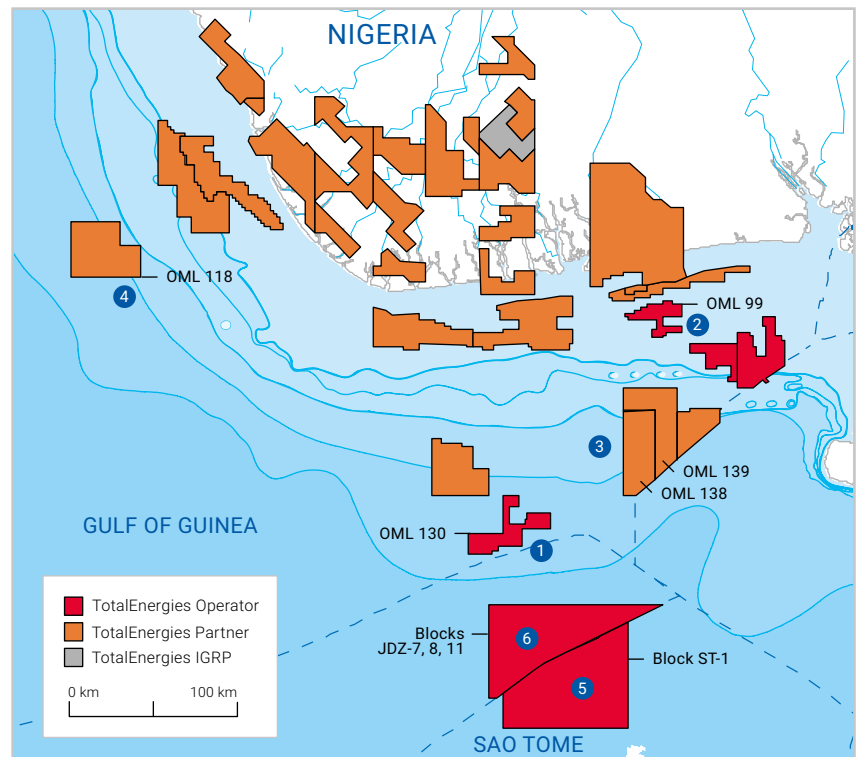 NIGERIA
OML 118
4
OML 99
2
3
OML 139
OML 138
GULF OF GUINEA
OML 130
1
TotalEnergies Operator
TotalEnergies Partner
TotalEnergies IGRP
0 km 100 km
Blocks
JDZ-7, 8, 11
6
Block ST-1
5
SAO TOME